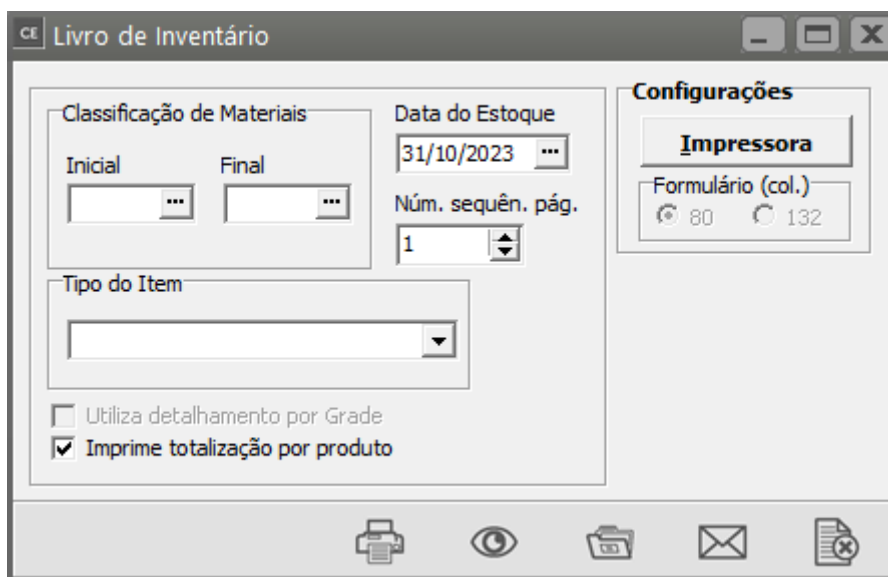 CE Livro de Inventário
Classificação de Materiais
Inicial
Final
Data do Estoque
31/10/2023
Núm. sequên. pág.
1
Tipo do Item
Utiliza detalhamento por Grade
Imprime totalização por produto
Configurações
Impressora
Formulário (col.)
80
132